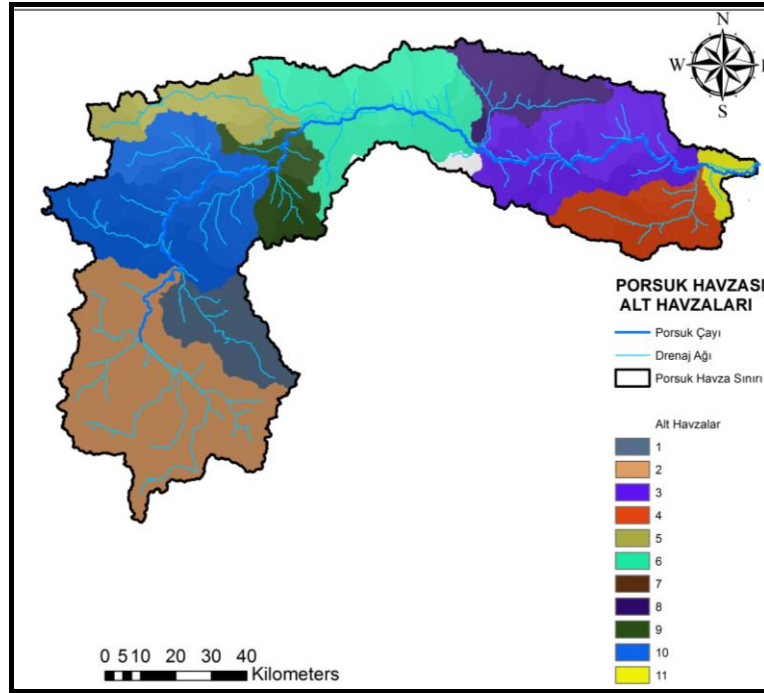 N
W
S
PORSUK HAVZASI
ALT HAVZALARI
Porsuk Çayı
Drenaj Ağı
Porsuk Havza Sınırı
Alt Havzalar
1
2
3
4
5
6
7
8
9
10
11
0 5 10 20 30 40
Kilometers